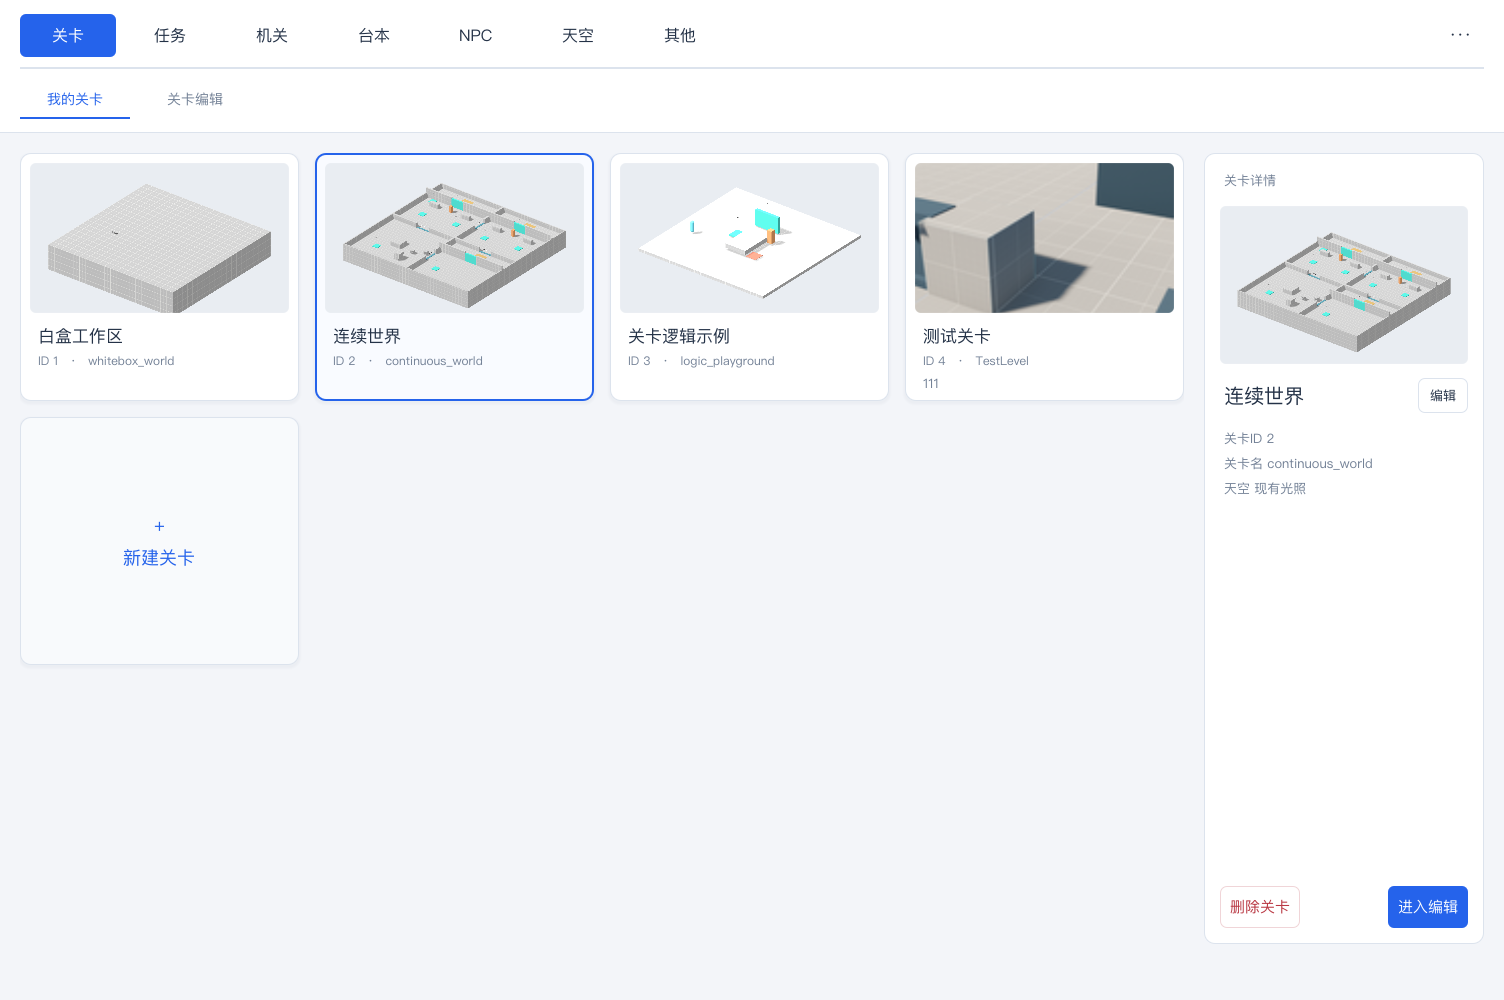 关卡 任务 机关 台本 NPC 天空 其他 ···
我的关卡 关卡编辑
白盒工作区
ID 1 · whitebox_world
连续世界
ID 2 · continuous_world
关卡逻辑示例
ID 3 · logic_playground
测试关卡
ID 4 · TestLevel
111
+
新建关卡
关卡详情
连续世界 编辑
关卡ID 2
关卡名 continuous_world
天空 现有光照
删除关卡 进入编辑